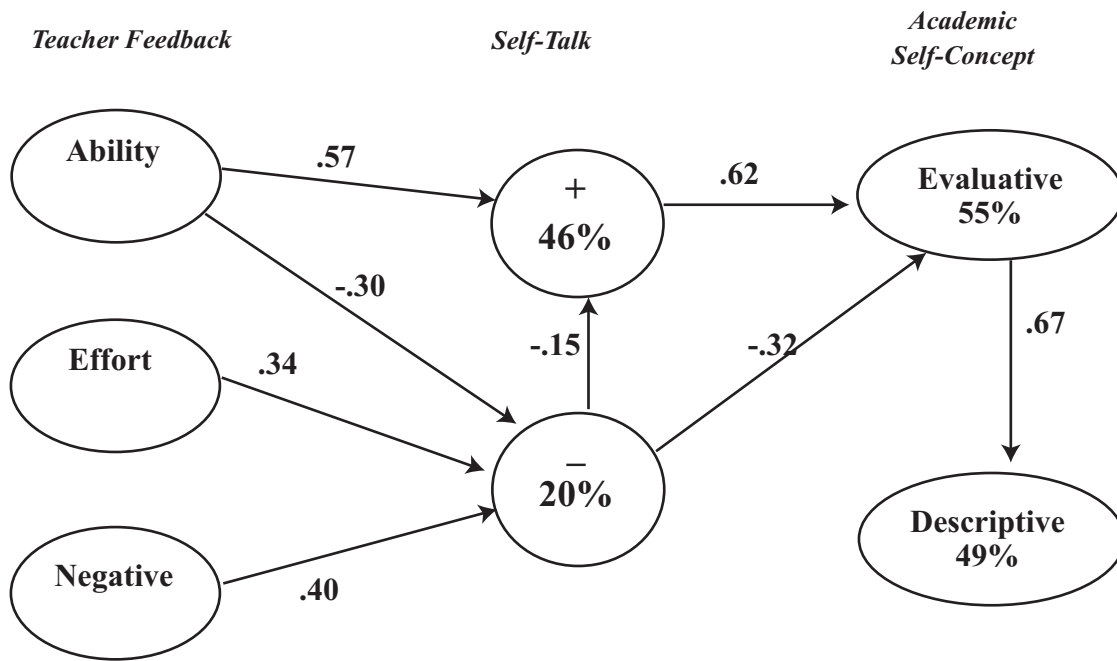 Teacher Feedback
Self-Talk
Academic
Self-Concept
Ability
.57
+
46%
.62
Evaluative
55%
-.30
Effort
.34
-.15
-.32
.67
–
20%
Descriptive
49%
Negative
.40